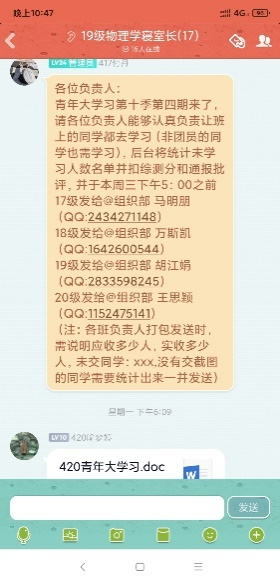 晚上10:47
4G
19级物理学寝室长(17)
16人在线
LV24 管理员 417
各位负责人：
青年大学习第十季第四期来了，
请各位负责人能够认真负责让班
上的同学都去学习（非团员的同
学也需学习），后台将统计未学
习人数名单并扣综测分和通报批
评，并于本周三下午5：00之前
17级发给@组织部 马明朋
（QQ:2434271148）
18级发给@组织部 万斯凯
（QQ:1642600544）
19级发给@组织部 胡江娟
（QQ:2833598245）
20级发给@组织部 王思颖
（QQ:1152475141）
（注：各班负责人打包发送时，
需说明应收多少人，实收多少
人，未交同学：xxx,没有交截图
的同学需要统计出来一并发送）
星期一 下午6:09
LV10 420
420青年大学习.doc
W
发送